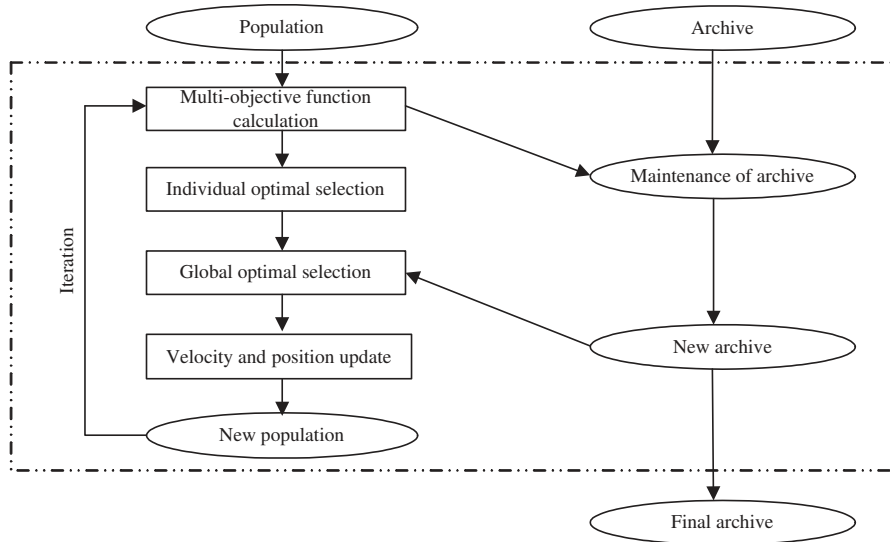 Population
Archive
Multi-objective function
calculation
Individual optimal selection
Maintenance of archive
Iteration
Global optimal selection
Velocity and position update
New archive
New population
Final archive